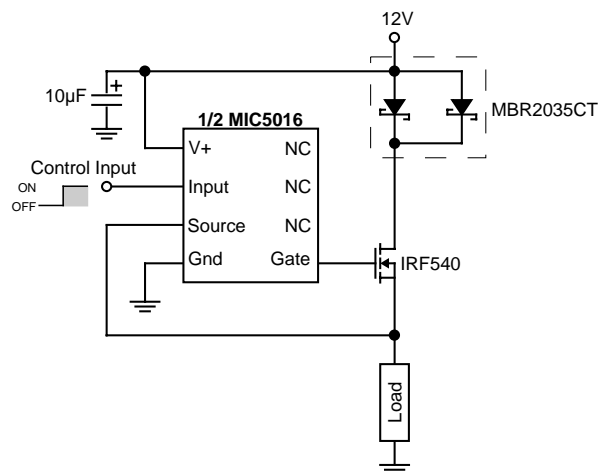 12V
10µF
+
MBR2035CT
1/2 MIC5016
V+ NC
Control Input
ON
OFF
Input NC
Source NC
Gnd Gate
IRF540
Load